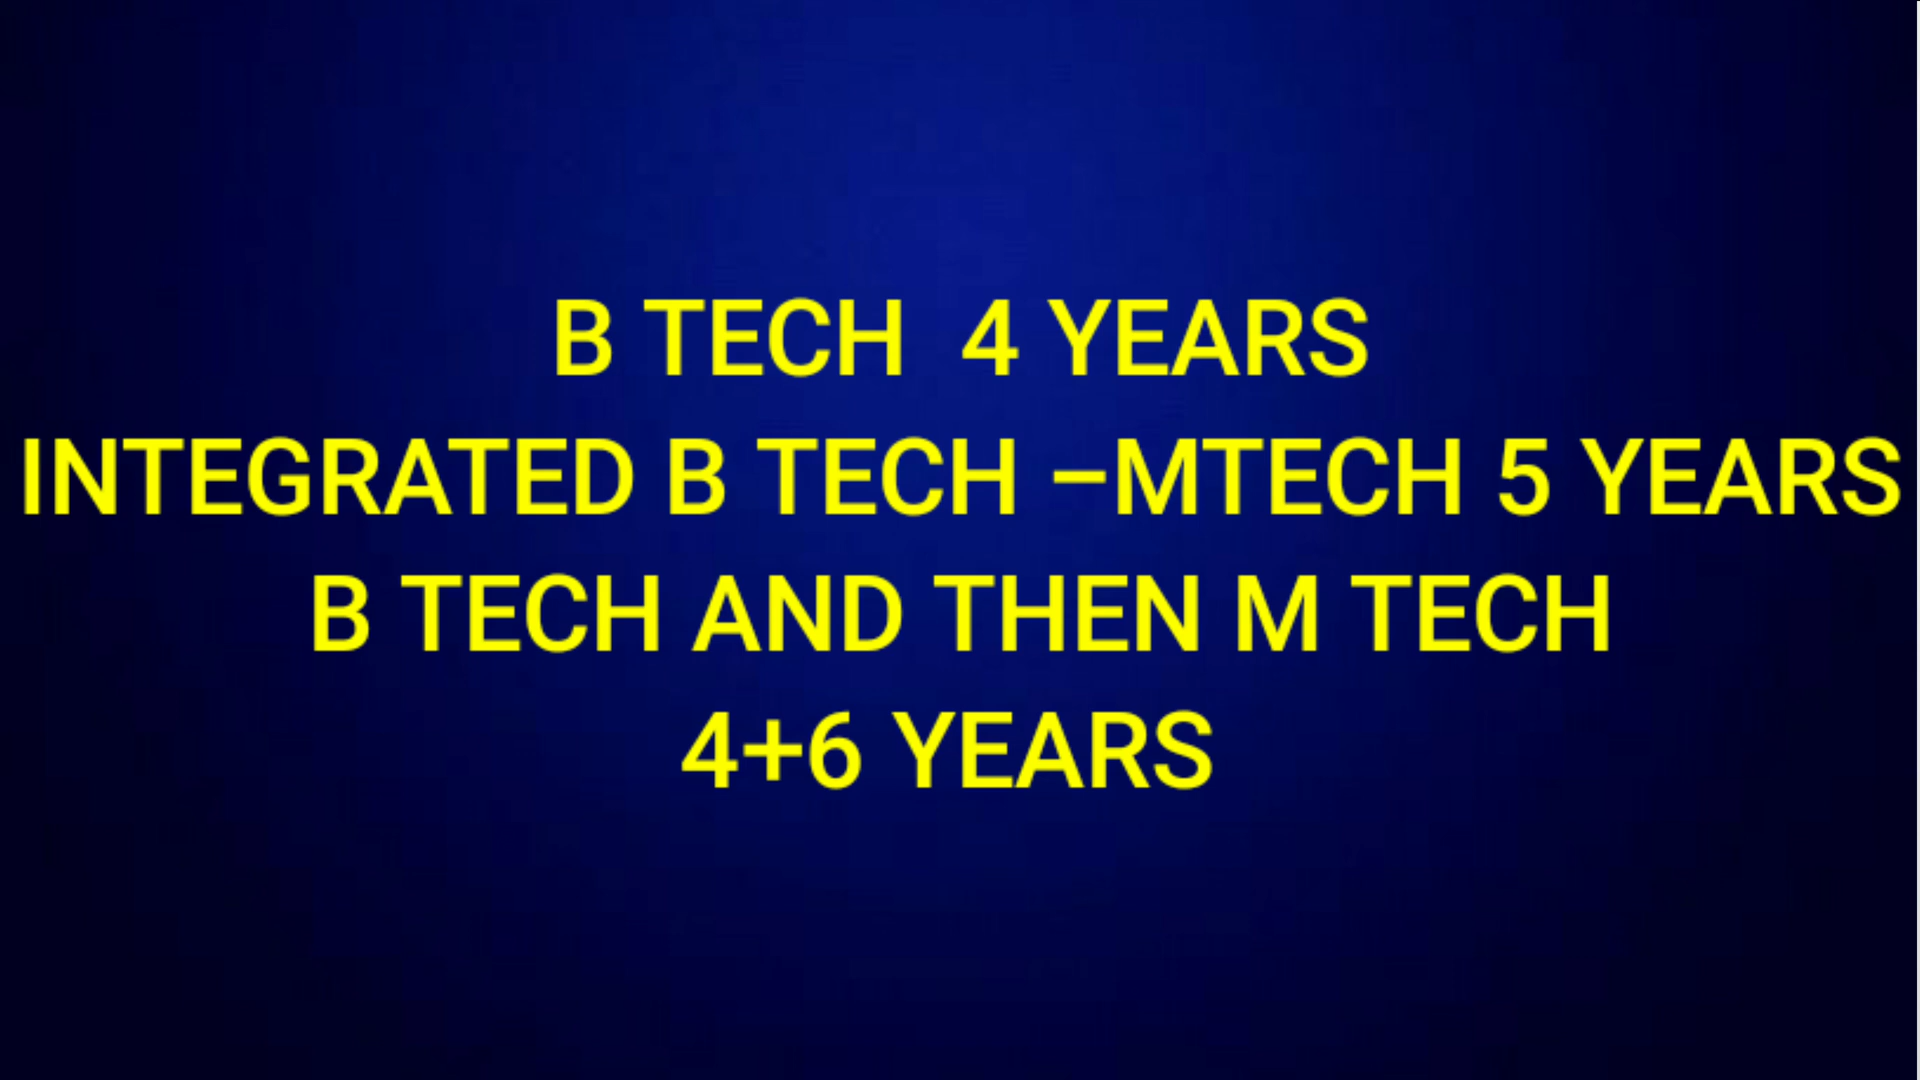 B TECH  4 YEARS
INTEGRATED B TECH –MTECH 5 YEARS
B TECH AND THEN M TECH
4+6 YEARS